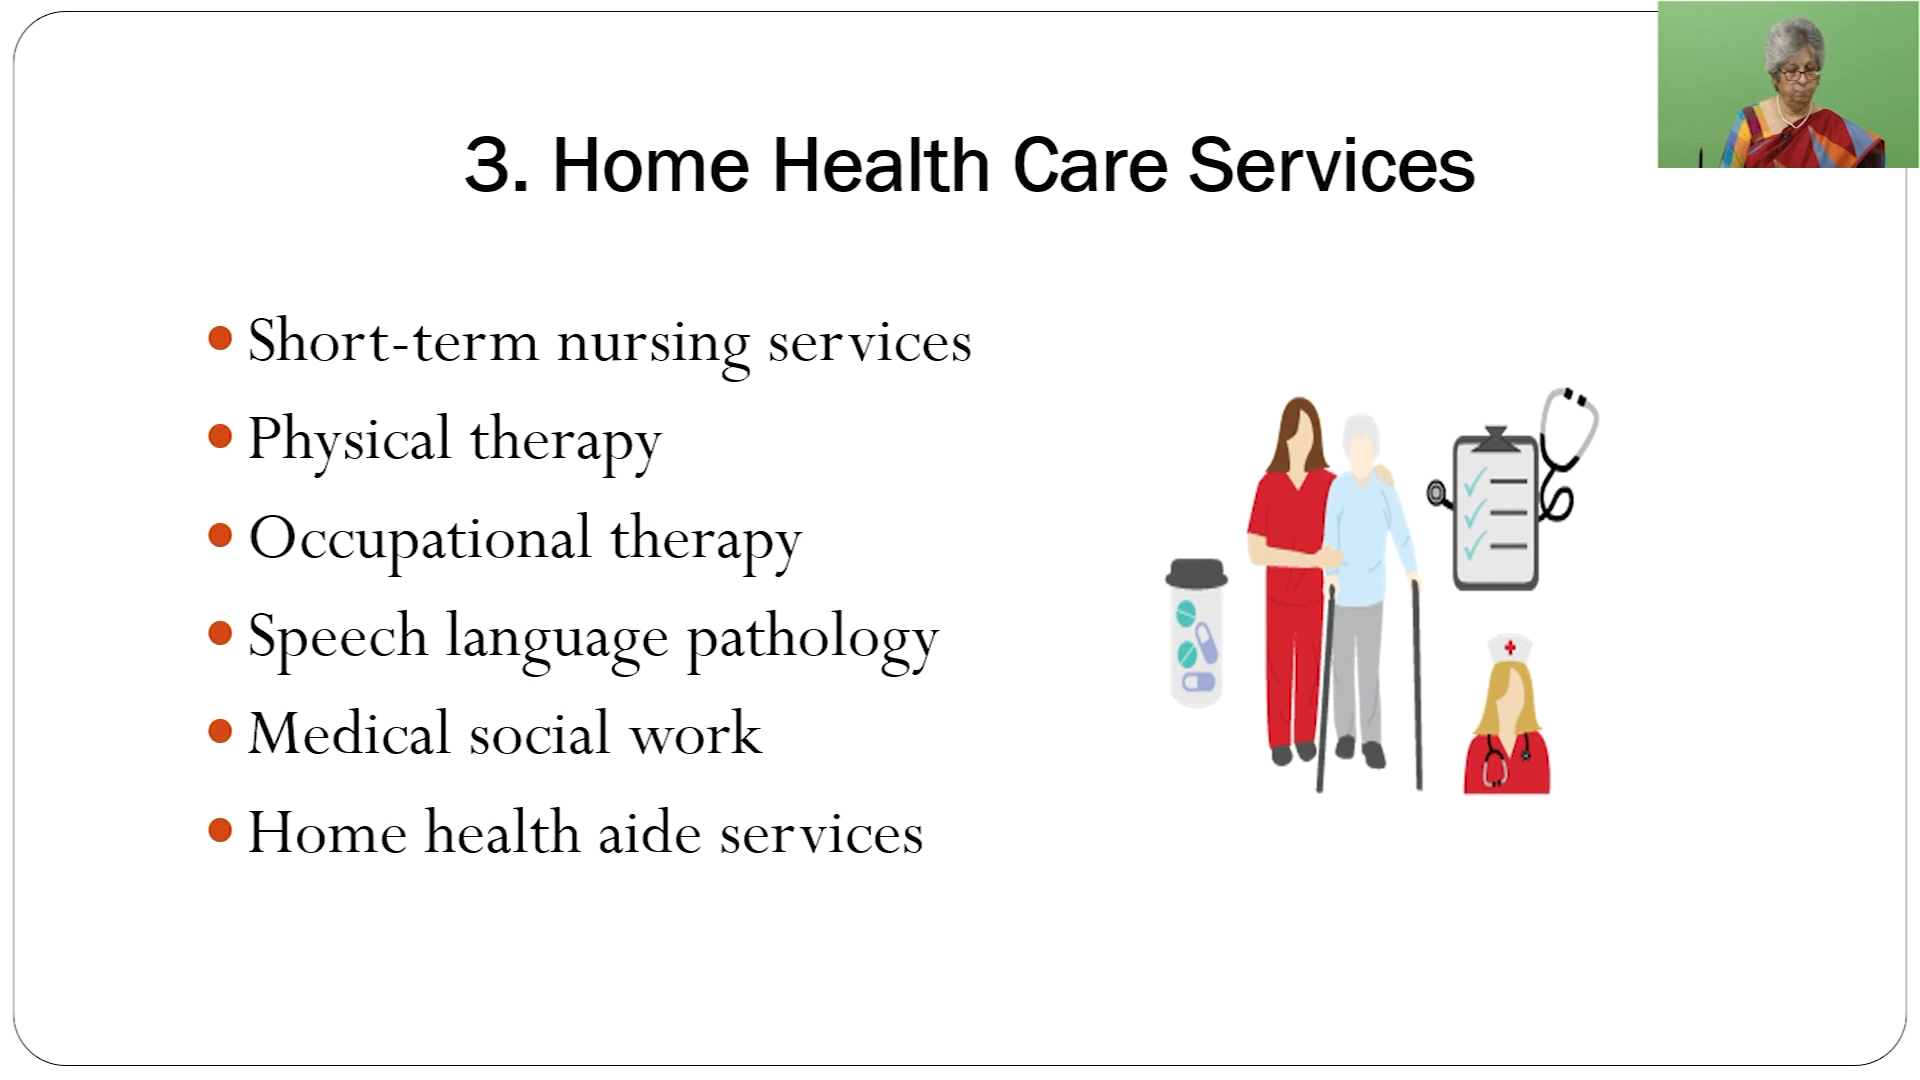 3. Home Health Care Services
Short-term nursing services
Physical therapy
Occupational therapy
Speech language pathology
Medical social work
Home health aide services